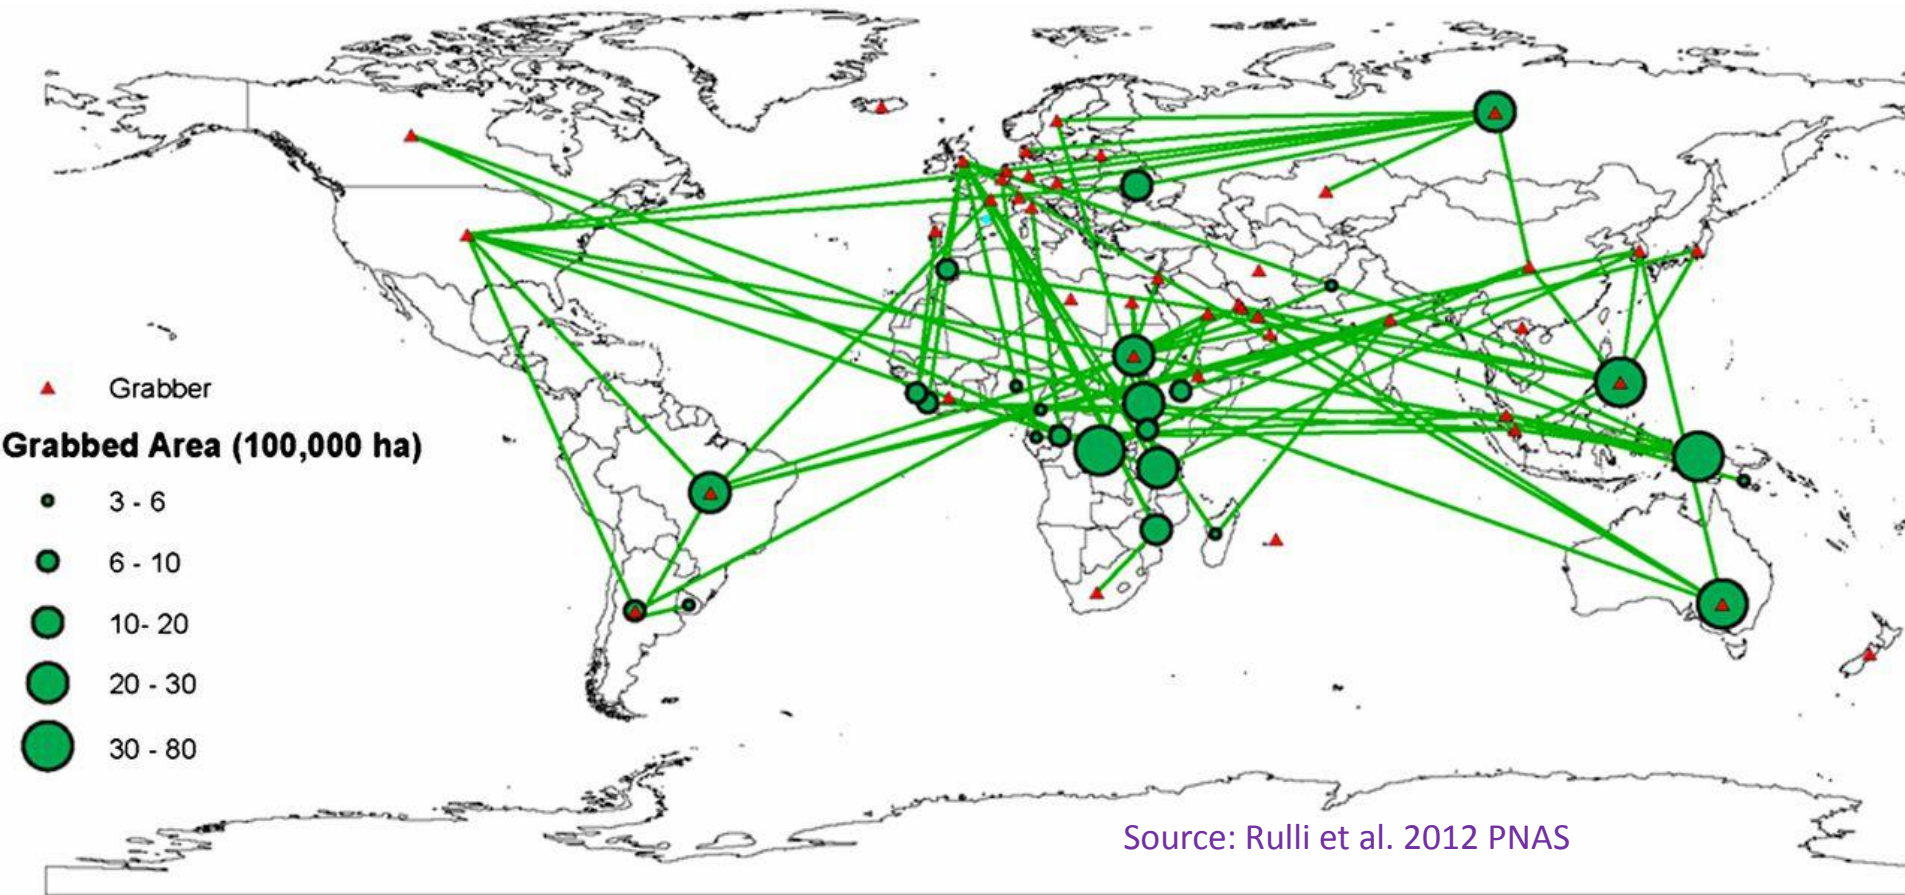 Grabber
Grabbed Area (100,000 ha)
3 - 6
6 - 10
10- 20
20 - 30
30 - 80
Source: Rulli et al. 2012 PNAS